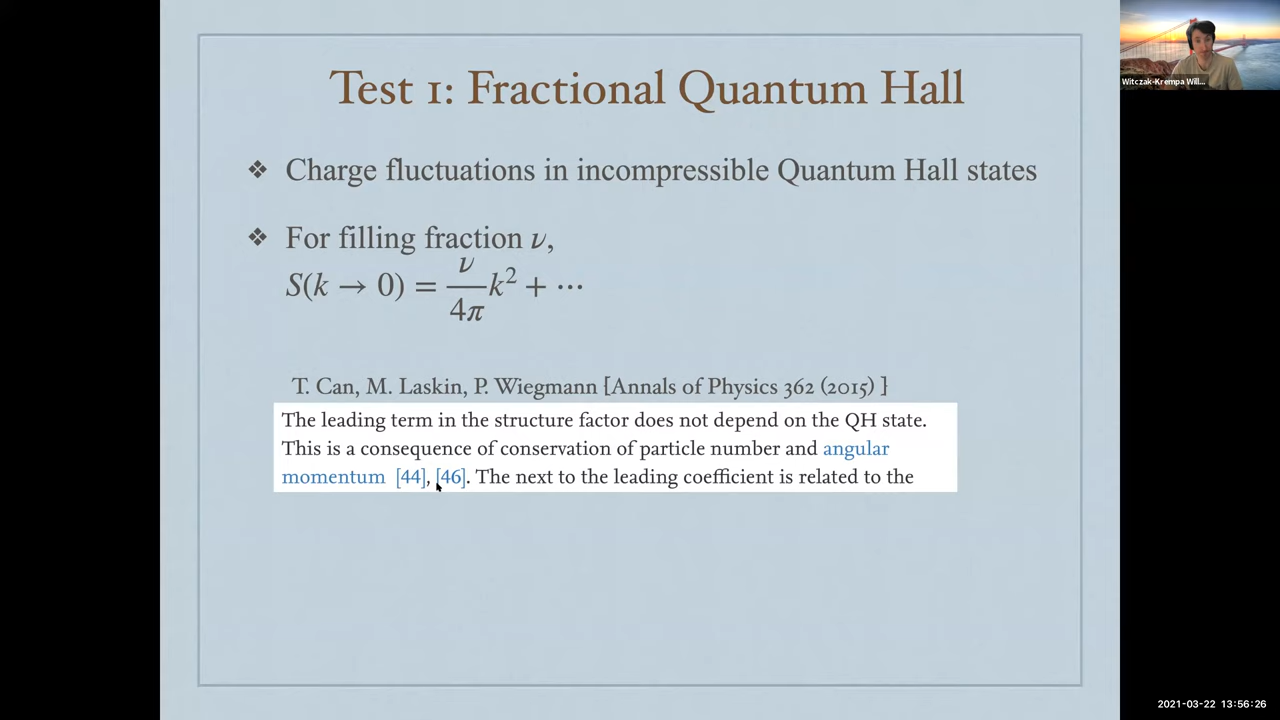 Test 1: Fractional Quantum Hall
❖ Charge fluctuations in incompressible Quantum Hall states
❖ For filling fraction ν,
S(k → 0) = ν/4π k² + ⋯
T. Can, M. Laskin, P. Wiegmann [Annals of Physics 362 (2015) ]
The leading term in the structure factor does not depend on the QH state.
This is a consequence of conservation of particle number and angular
momentum [44], [46]. The next to the leading coefficient is related to the
Witczak-Krempa Will...
2021-03-22 13:56:26